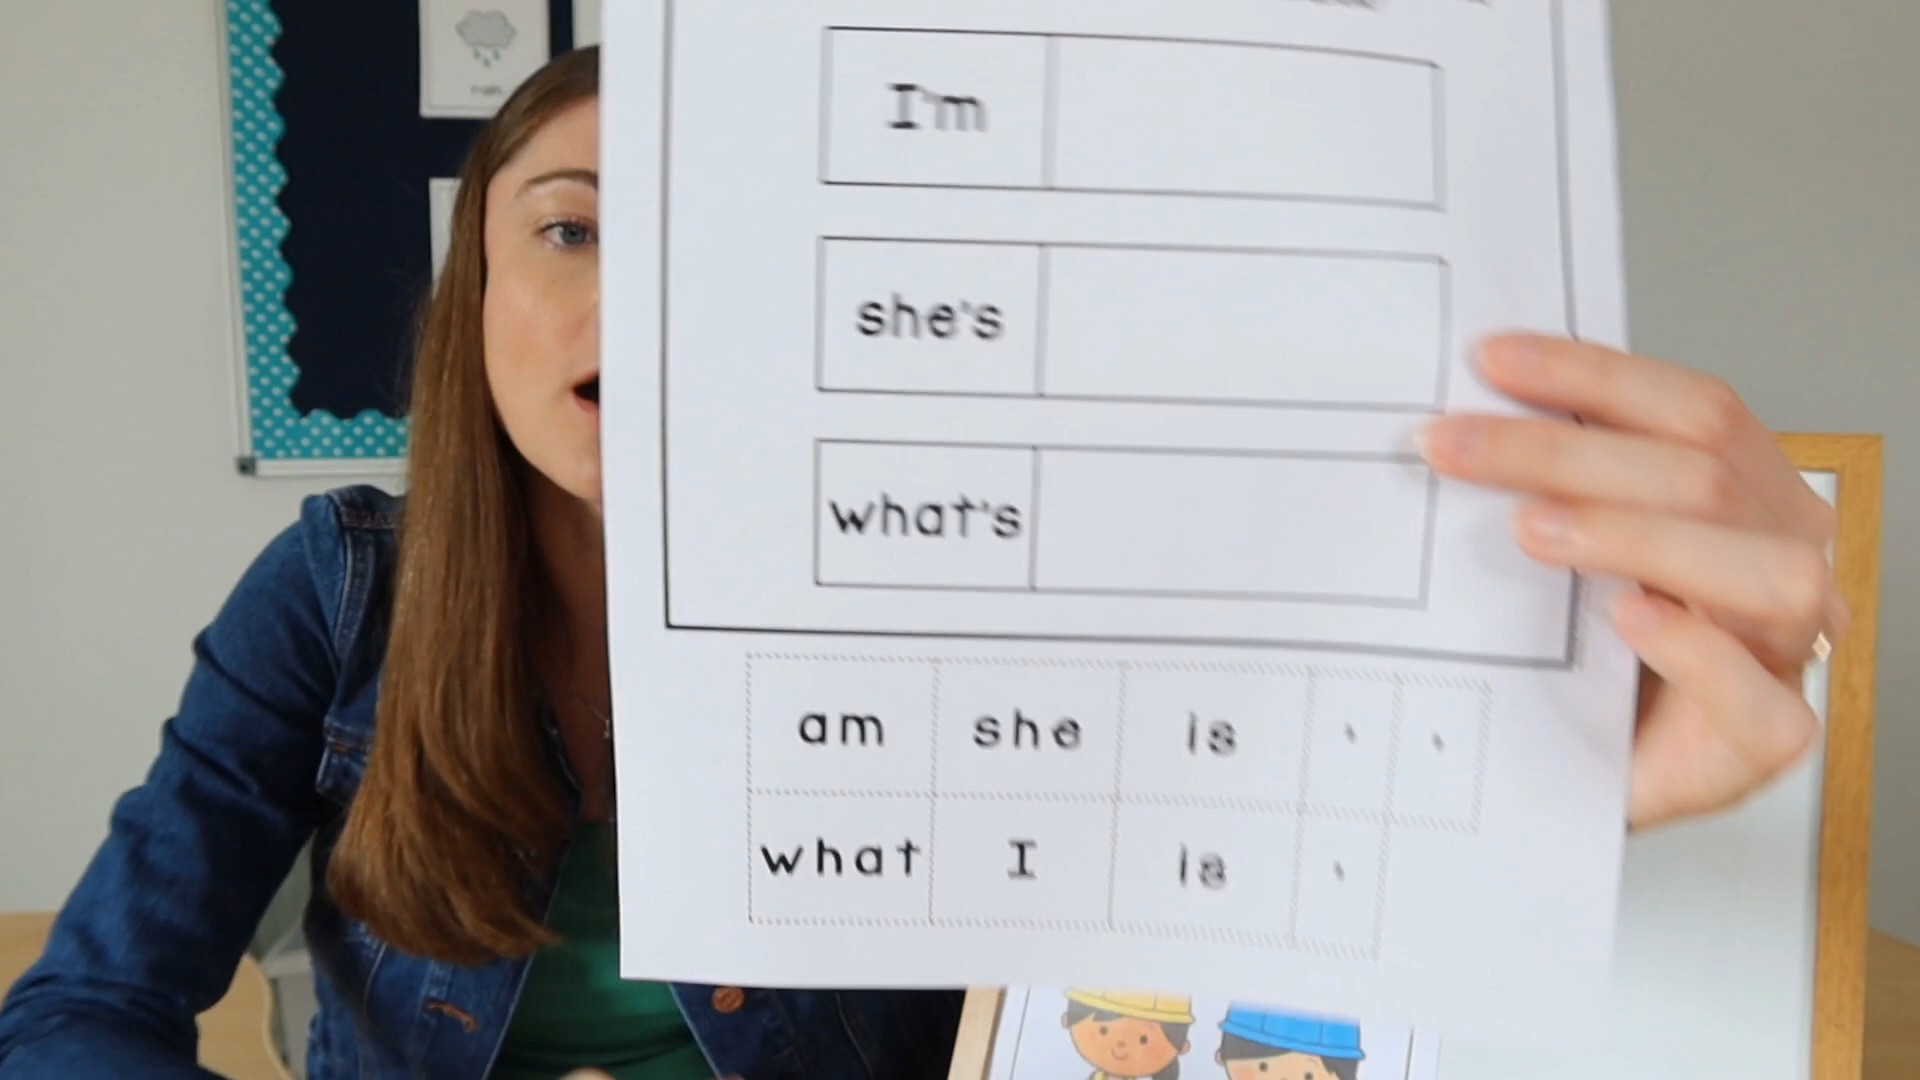 I'm
she's
what's
am she is ' '
what I is '